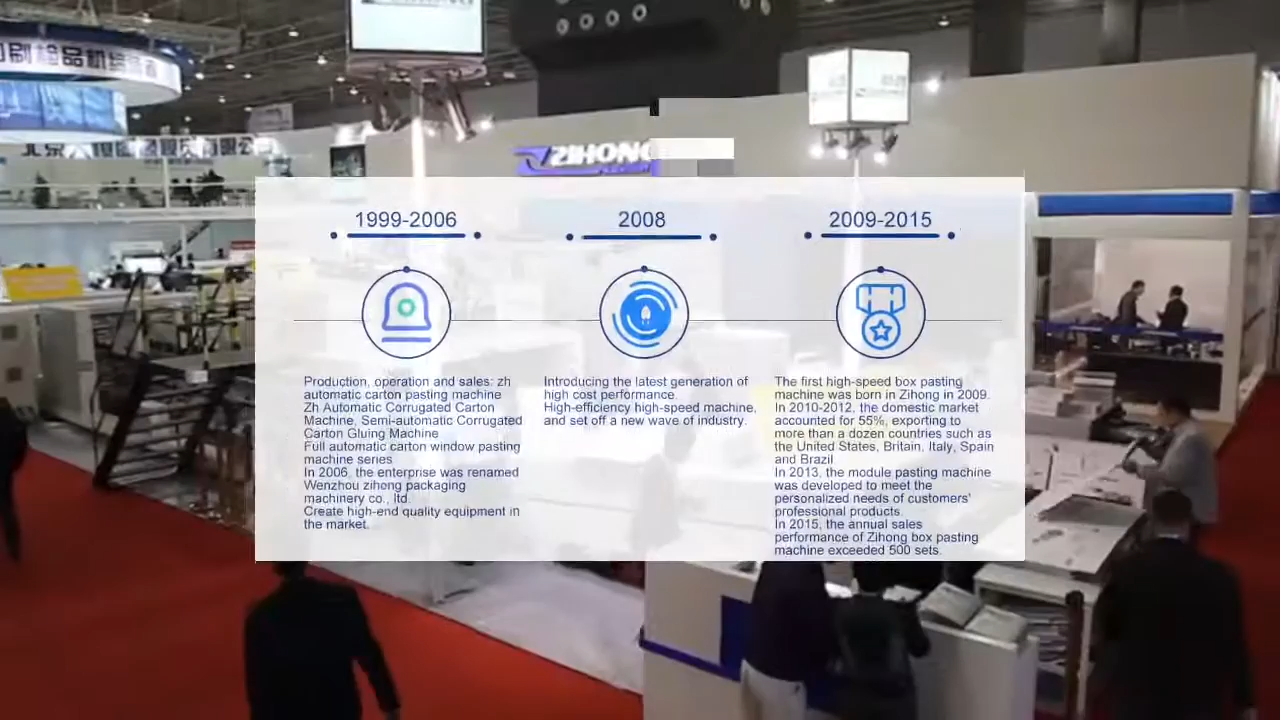 ZIHONG
1999-2006
Production, operation and sales: zh
automatic carton pasting machine
Zh Automatic Corrugated Carton
Machine, Semi-automatic Corrugated
Carton Gluing Machine
Full automatic carton window pasting
machine series
In 2006, the enterprise was renamed
Wenzhou zihong packaging
machinery co., ltd.
Create high-end quality equipment in
the market.
2008
Introducing the latest generation of
high cost performance.
High-efficiency high-speed machine,
and set off a new wave of industry.
2009-2015
The first high-speed box pasting
machine was born in Zihong in 2009.
In 2010-2012, the domestic market
accounted for 55%, exporting to
more than a dozen countries such as
the United States, Britain, Italy, Spain
and Brazil
In 2013, the module pasting machine
was developed to meet the
personalized needs of customers'
professional products.
In 2015, the annual sales
performance of Zihong box pasting
machine exceeded 500 sets.